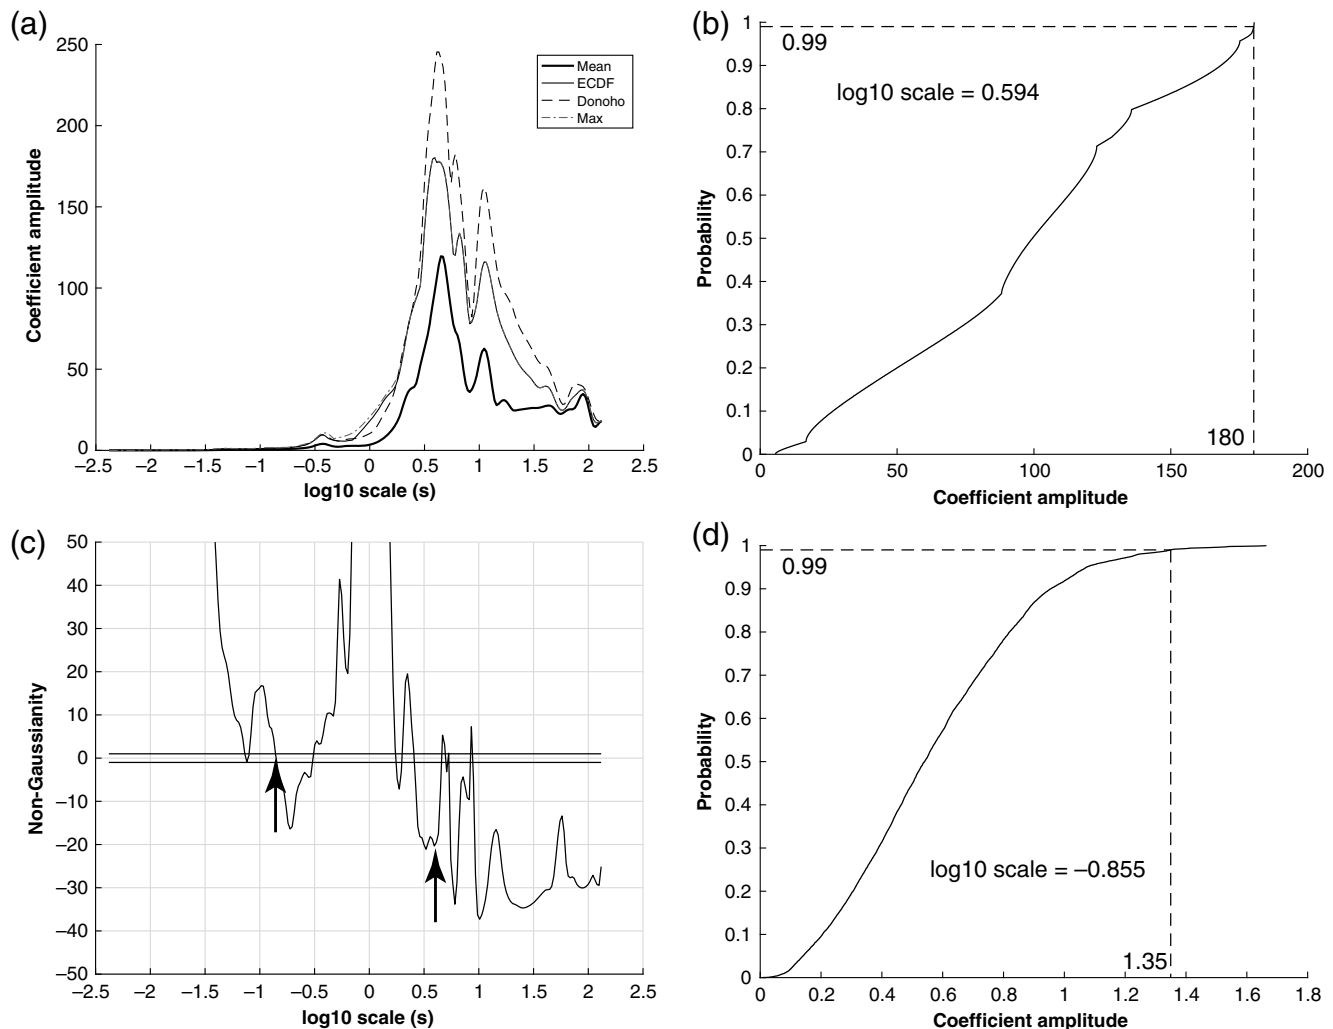 (a)
250
200
150
100
50
0
Coefficient amplitude
Mean
ECDF
Donoho
Max
−2.5 −2 −1.5 −1 −0.5 0 0.5 1 1.5 2 2.5
log10 scale (s)
(b)
1
0.9
0.8
0.7
0.6
0.5
0.4
0.3
0.2
0.1
0
Probability
0.99
log10 scale = 0.594
180
0 50 100 150 200
Coefficient amplitude
(c)
50
40
30
20
10
0
−10
−20
−30
−40
−50
Non-Gaussianity
−2.5 −2 −1.5 −1 −0.5 0 0.5 1 1.5 2 2.5
log10 scale (s)
(d)
1
0.9
0.8
0.7
0.6
0.5
0.4
0.3
0.2
0.1
0
Probability
0.99
log10 scale = −0.855
1.35
0 0.2 0.4 0.6 0.8 1 1.2 1.4 1.6 1.8
Coefficient amplitude